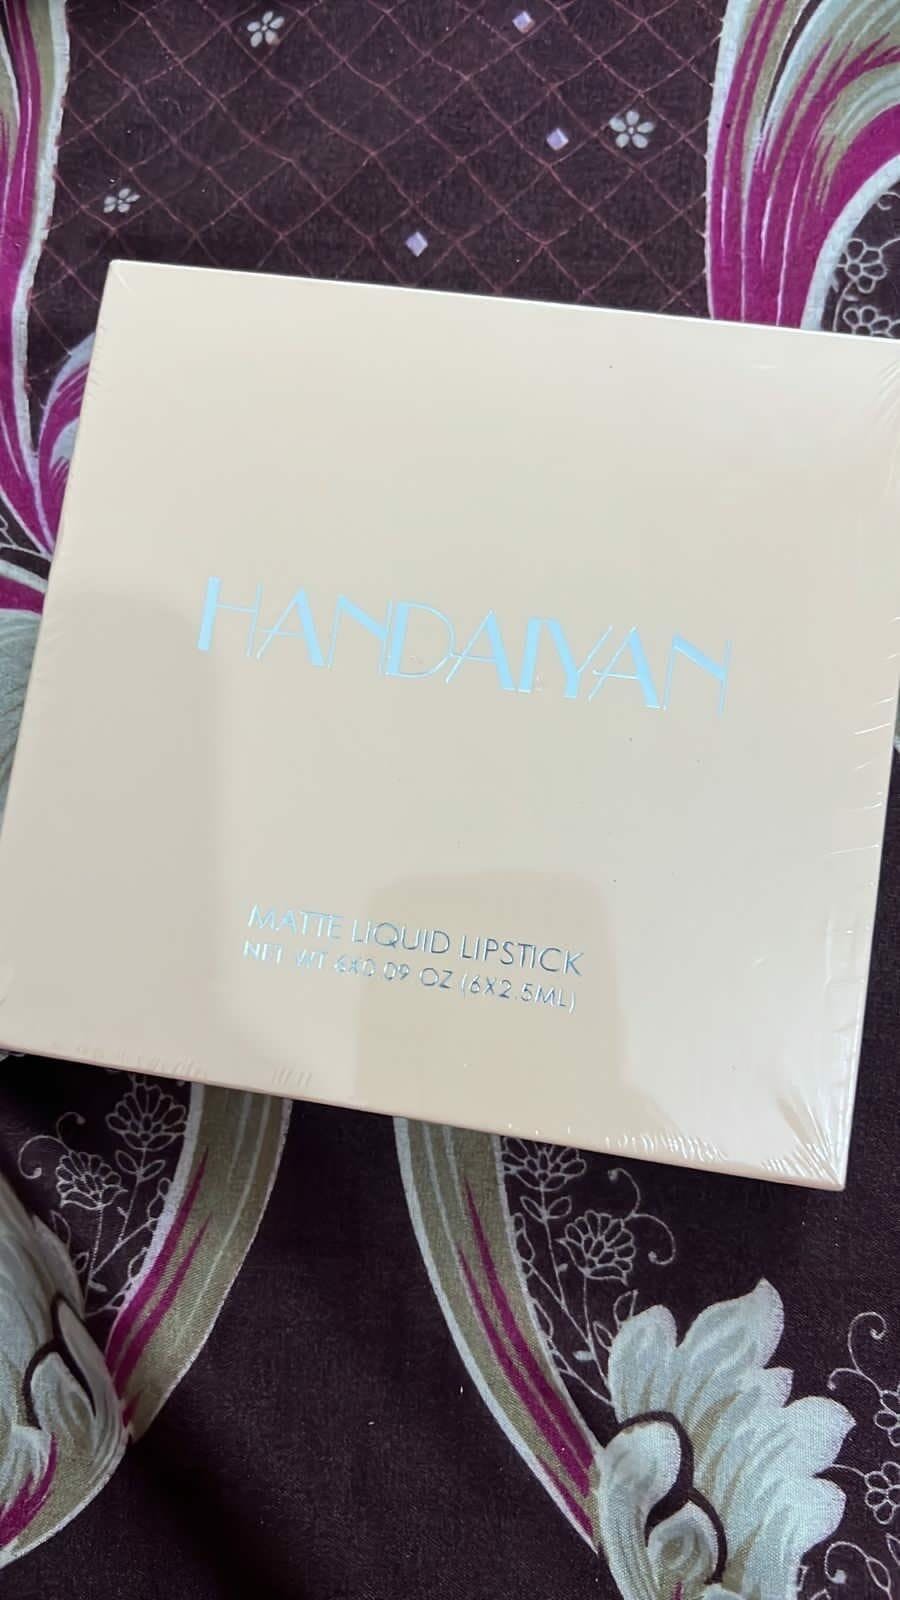 HANDAIYAN
MATTE LIQUID LIPSTICK
NET WT 6X0.09 OZ (6X2.5ML)